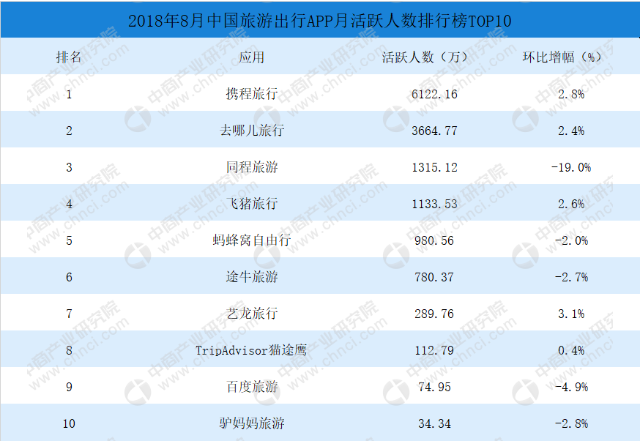 2018年8月中国旅游出行APP月活跃人数排行榜TOP10
排名 应用 活跃人数（万） 环比增幅（%）
1 携程旅行 6122.16 2.8%
2 去哪儿旅行 3664.77 2.4%
3 同程旅游 1315.12 -19.0%
4 飞猪旅行 1133.53 2.6%
5 蚂蜂窝自由行 980.56 -2.0%
6 途牛旅游 780.37 -2.7%
7 艺龙旅行 289.76 3.1%
8 TripAdvisor猫途鹰 112.79 0.4%
9 百度旅游 74.95 -4.9%
10 驴妈妈旅游 34.34 -2.8%
中商产业研究院
www.chnci.com